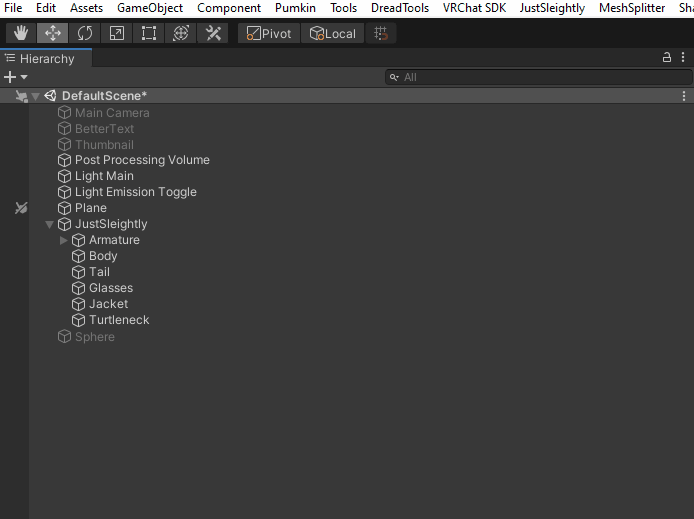 File Edit Assets GameObject Component Pumkin Tools DreadTools VRChat SDK JustSleightly MeshSplitter Sha
Pivot Local
Hierarchy
All
DefaultScene*
Main Camera
BetterText
Thumbnail
Post Processing Volume
Light Main
Light Emission Toggle
Plane
JustSleightly
Armature
Body
Tail
Glasses
Jacket
Turtleneck
Sphere